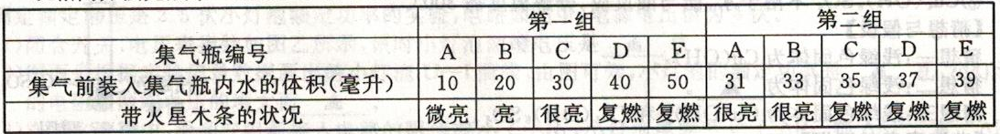 第一组 第二组
集气瓶编号 A B C D E A B C D E
集气前装入集气瓶内水的体积(毫升) 10 20 30 40 50 31 33 35 37 39
带火星木条的状况 微亮 亮 很亮 复燃 复燃 很亮 很亮 复燃 复燃 复燃